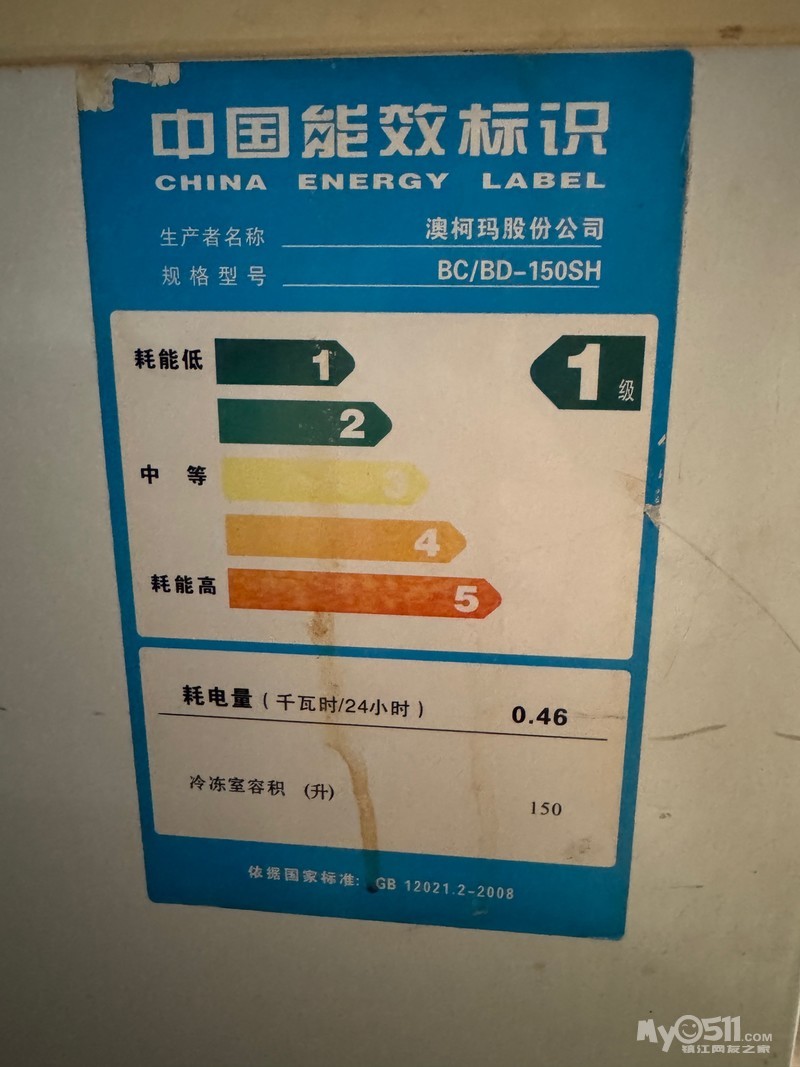 中国能效标识
CHINA ENERGY LABEL
生产者名称 澳柯玛股份公司
规格型号 BC/BD-150SH
耗能低 1 1级
2
中等 3
4
耗能高 5
耗电量(千瓦时/24小时) 0.46
冷冻室容积 (升) 150
依据国家标准: GB 12021.2-2008
My0511.COM
镇江网友之家